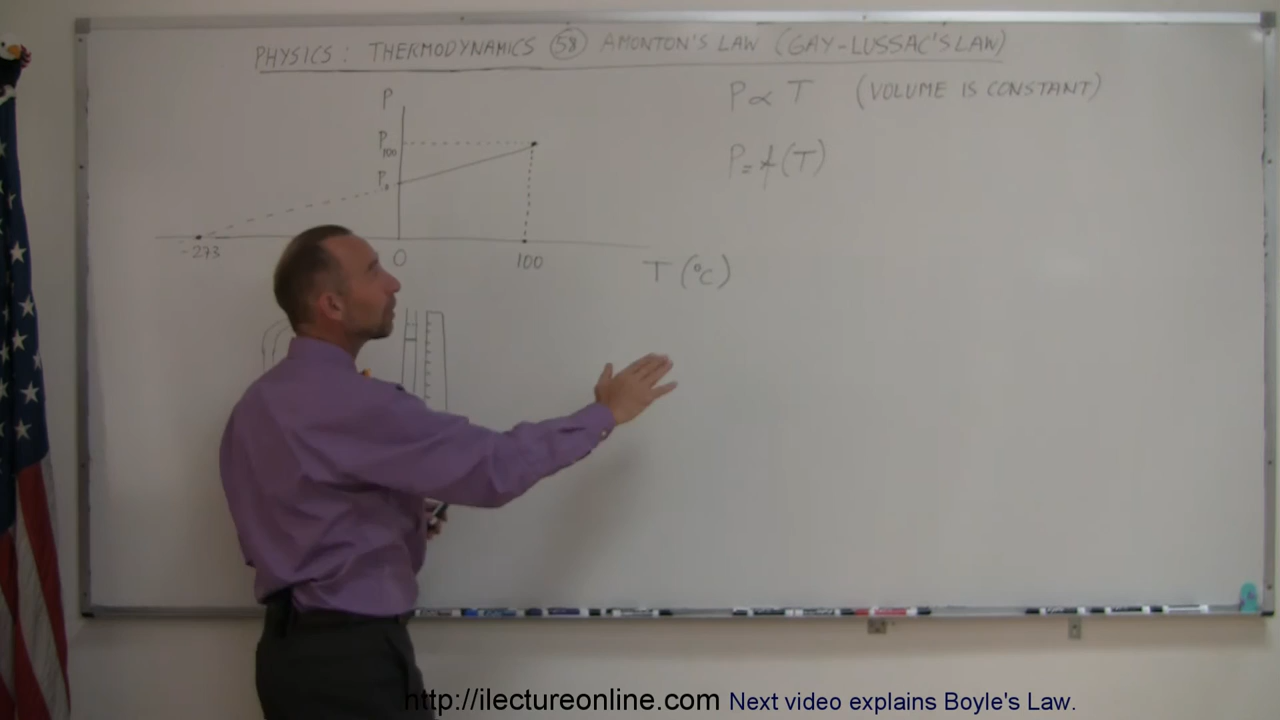 PHYSICS: THERMODYNAMICS 58 AMONTON'S LAW (GAY-LUSSAC'S LAW)
P ∝ T (VOLUME IS CONSTANT)
P = f(T)
P
P100
P0
-273
0
100
T (°C)
http://ilectureonline.com Next video explains Boyle's Law.